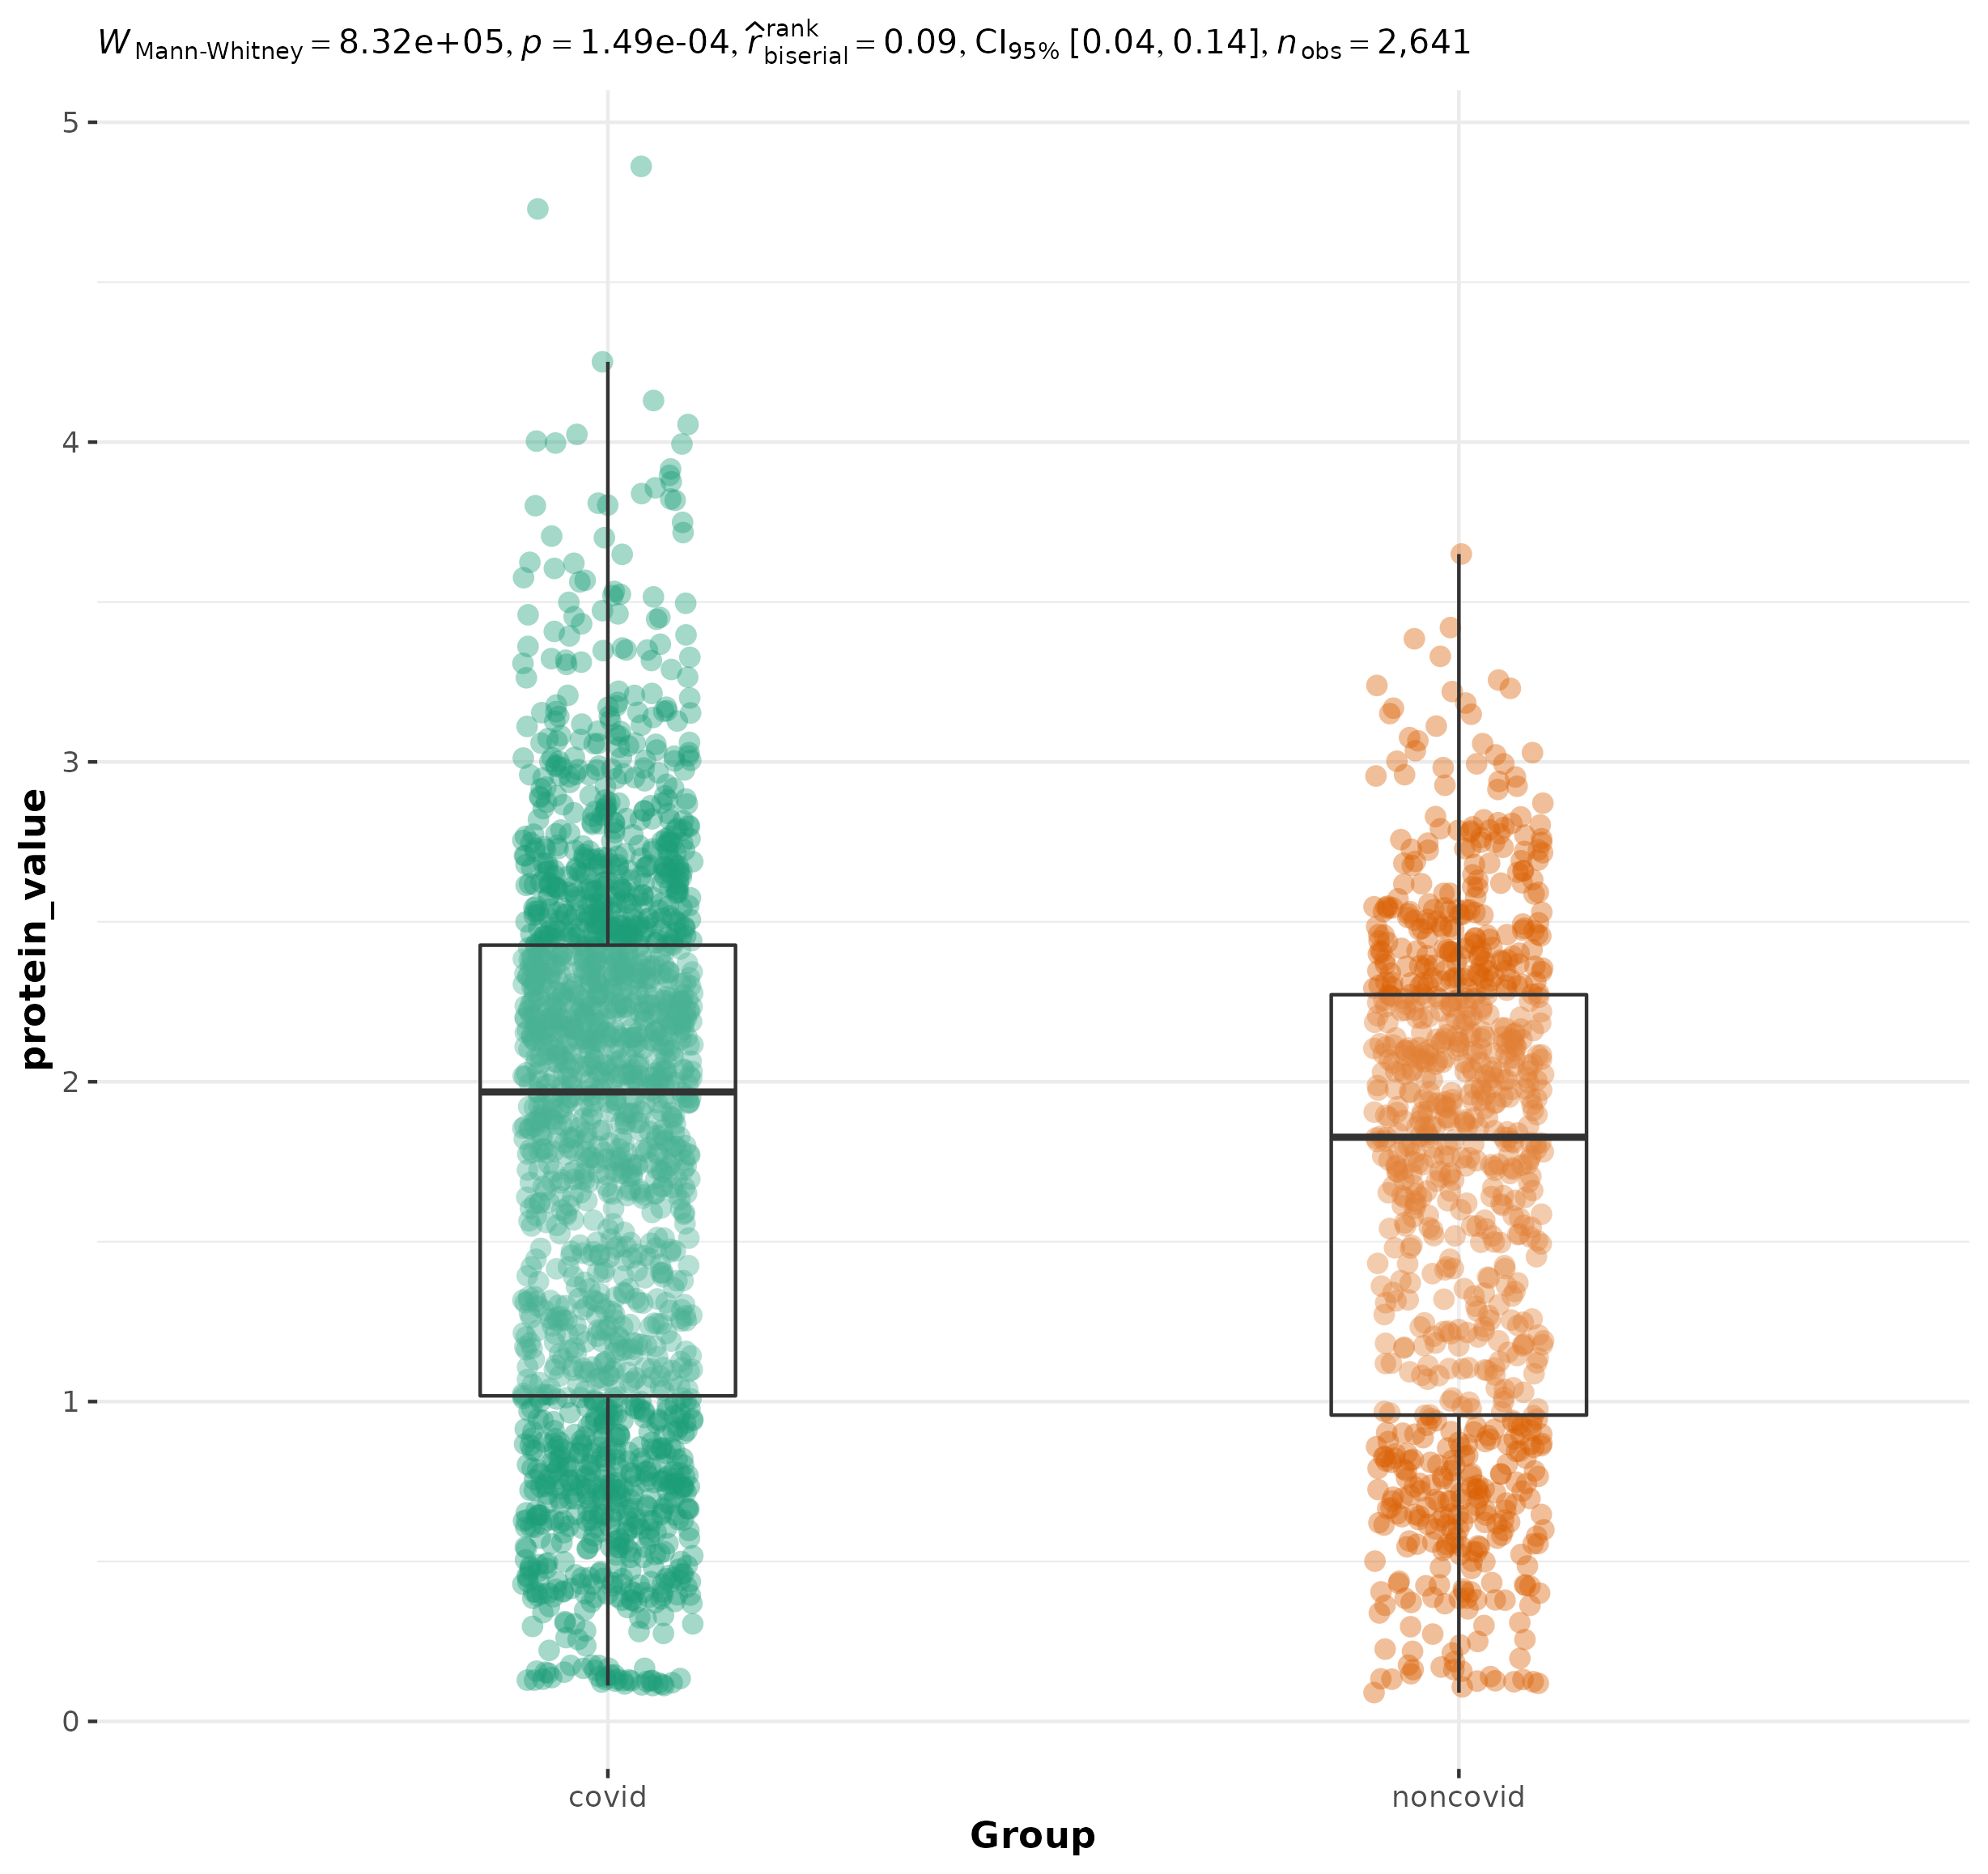 W Mann-Whitney = 8.32e+05, p = 1.49e-04, r̂ rank biserial = 0.09, CI95% [0.04, 0.14], n obs = 2,641
5
4
3
2
1
0
protein_value
covid noncovid
Group